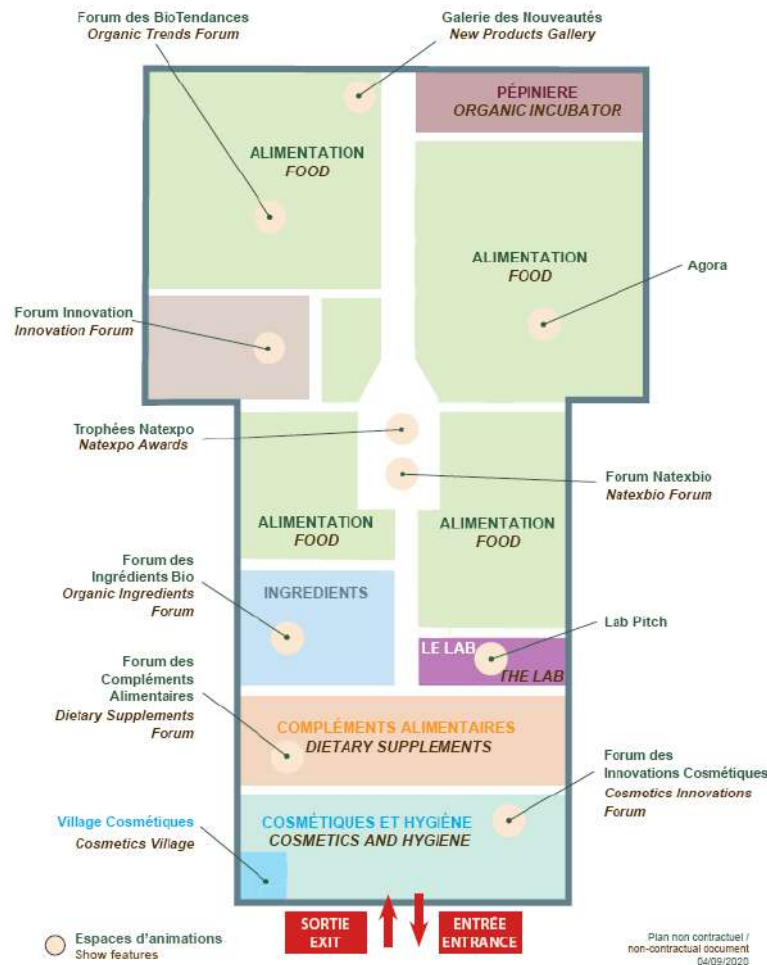 Forum des BioTendances
Organic Trends Forum
Galerie des Nouveautés
New Products Gallery
PÉPINIERE
ORGANIC INCUBATOR
ALIMENTATION
FOOD
ALIMENTATION
FOOD
Agora
Forum Innovation
Innovation Forum
Trophées Natexpo
Natexpo Awards
Forum Natexbio
Natexbio Forum
ALIMENTATION
FOOD
ALIMENTATION
FOOD
Forum des
Ingrédients Bio
Organic Ingredients
Forum
INGREDIENTS
LE LAB
THE LAB
Lab Pitch
Forum des
Compléments
Alimentaires
Dietary Supplements
Forum
COMPLÉMENTS ALIMENTAIRES
DIETARY SUPPLEMENTS
Forum des
Innovations Cosmétiques
Cosmetics Innovations
Forum
Village Cosmétiques
Cosmetics Village
COSMÉTIQUES ET HYGIÈNE
COSMETICS AND HYGIENE
SORTIE
EXIT
ENTRÉE
ENTRANCE
Espaces d'animations
Show features
Plan non contractuel /
non-contractual document
04/09/2020